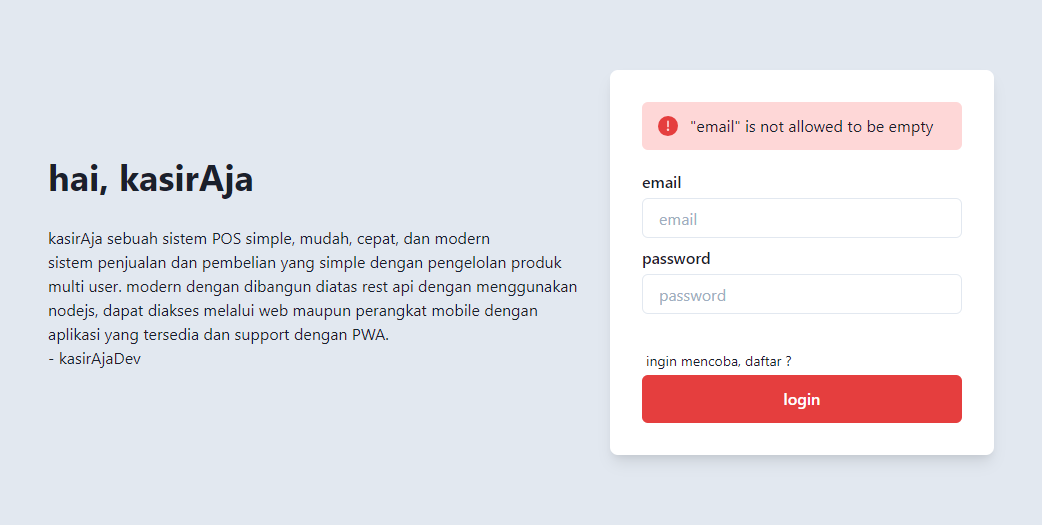 hai, kasirAja
kasirAja sebuah sistem POS simple, mudah, cepat, dan modern
sistem penjualan dan pembelian yang simple dengan pengelolan produk
multi user. modern dengan dibangun diatas rest api dengan menggunakan
nodejs, dapat diakses melalui web maupun perangkat mobile dengan
aplikasi yang tersedia dan support dengan PWA.
- kasirAjaDev
"email" is not allowed to be empty
email
email
password
password
ingin mencoba, daftar ?
login